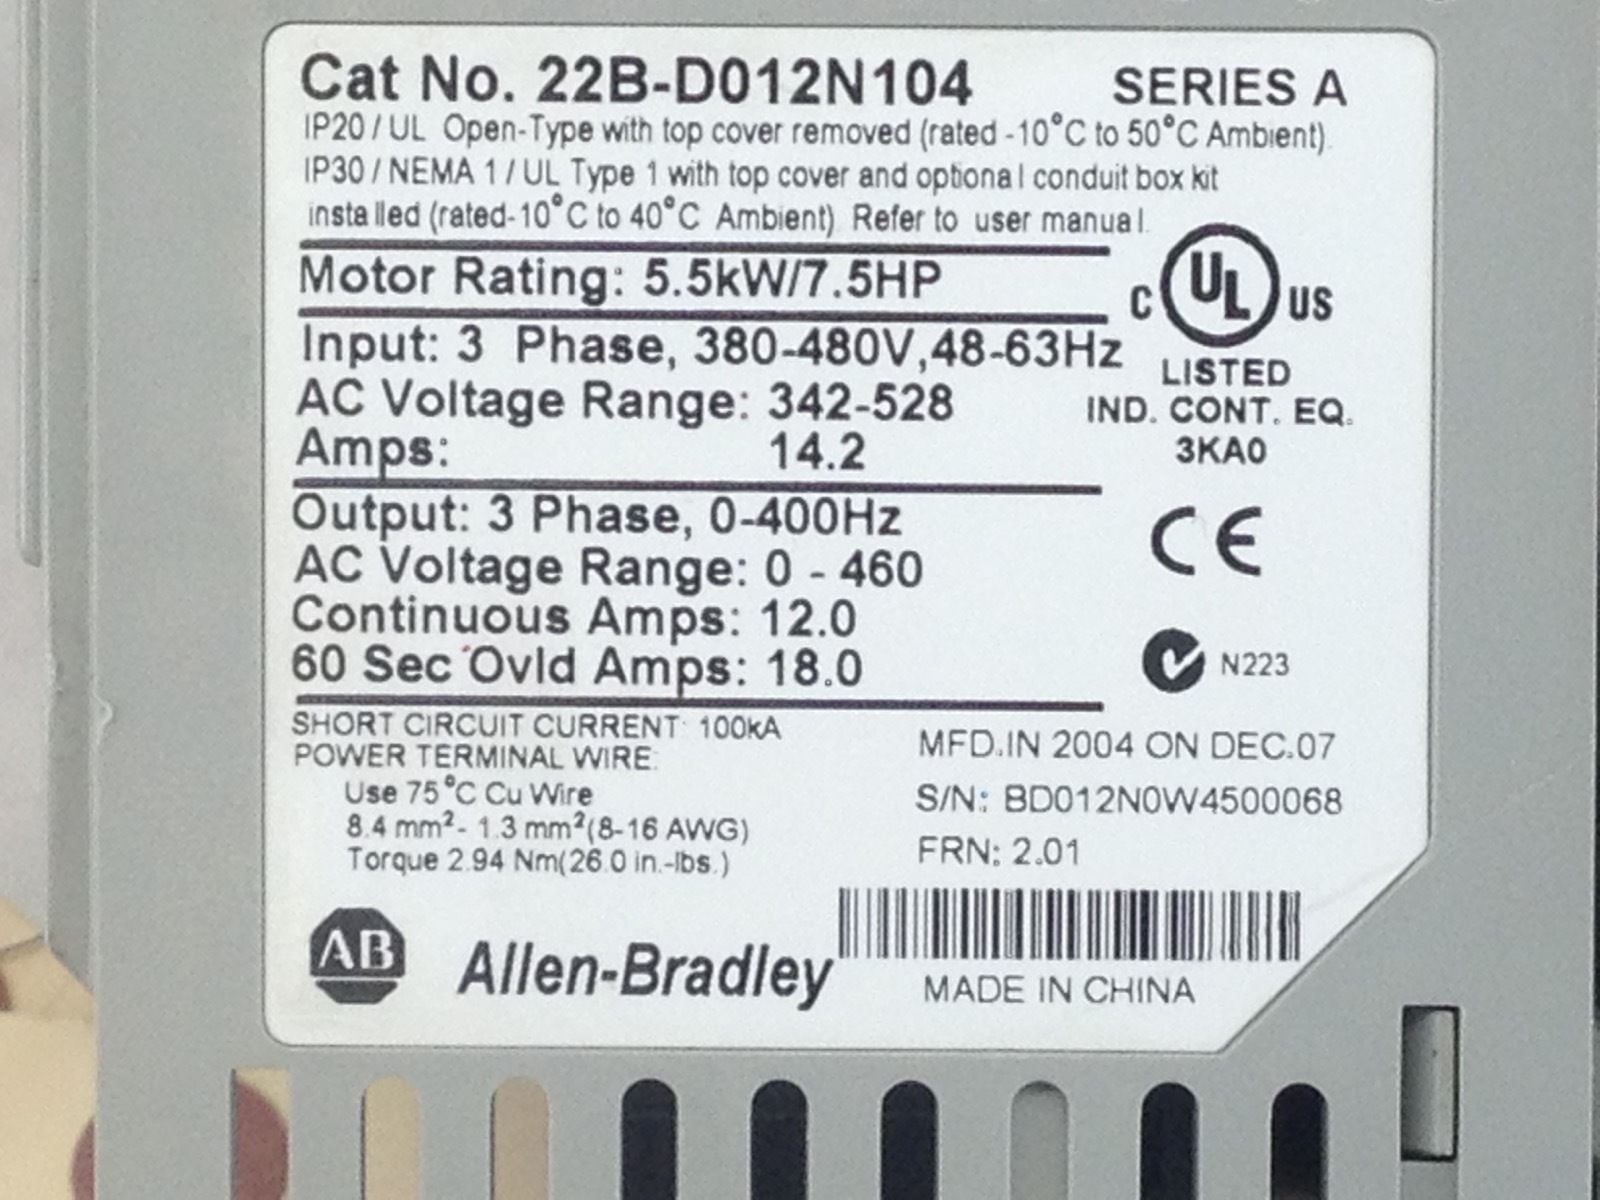 Cat No. 22B-D012N104 SERIES A
IP20 / UL Open-Type with top cover removed (rated -10°C to 50°C Ambient).
IP30 / NEMA 1 / UL Type 1 with top cover and optional conduit box kit
installed (rated-10°C to 40°C Ambient) Refer to user manual.
Motor Rating: 5.5kW/7.5HP
Input: 3 Phase, 380-480V,48-63Hz
AC Voltage Range: 342-528
Amps: 14.2
C UL US
LISTED
IND. CONT. EQ.
3KA0
Output: 3 Phase, 0-400Hz
AC Voltage Range: 0 - 460
Continuous Amps: 12.0
60 Sec Ovld Amps: 18.0
CE
N223
SHORT CIRCUIT CURRENT: 100kA
POWER TERMINAL WIRE:
Use 75°C Cu Wire
8.4 mm²- 1.3 mm²(8-16 AWG)
Torque 2.94 Nm(26.0 in.-lbs.)
MFD.IN 2004 ON DEC.07
S/N: BD012N0W4500068
FRN: 2.01
AB Allen-Bradley
MADE IN CHINA